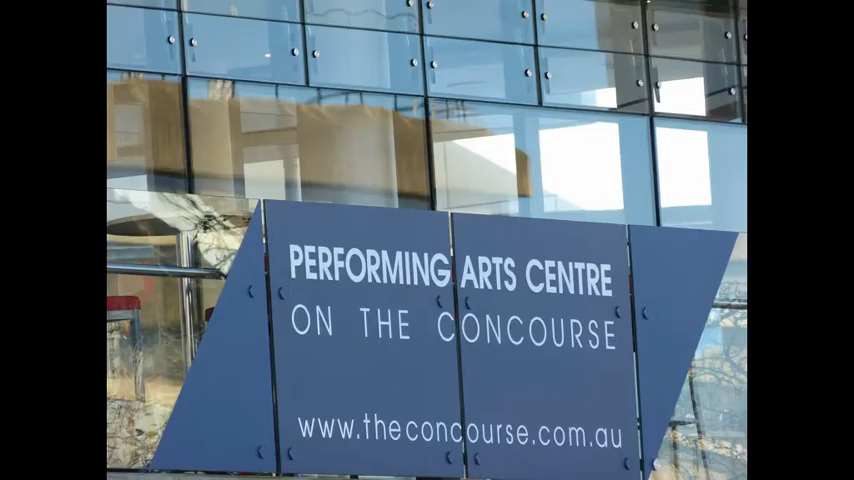 PERFORMING ARTS CENTRE
ON THE CONCOURSE
www.theconcourse.com.au